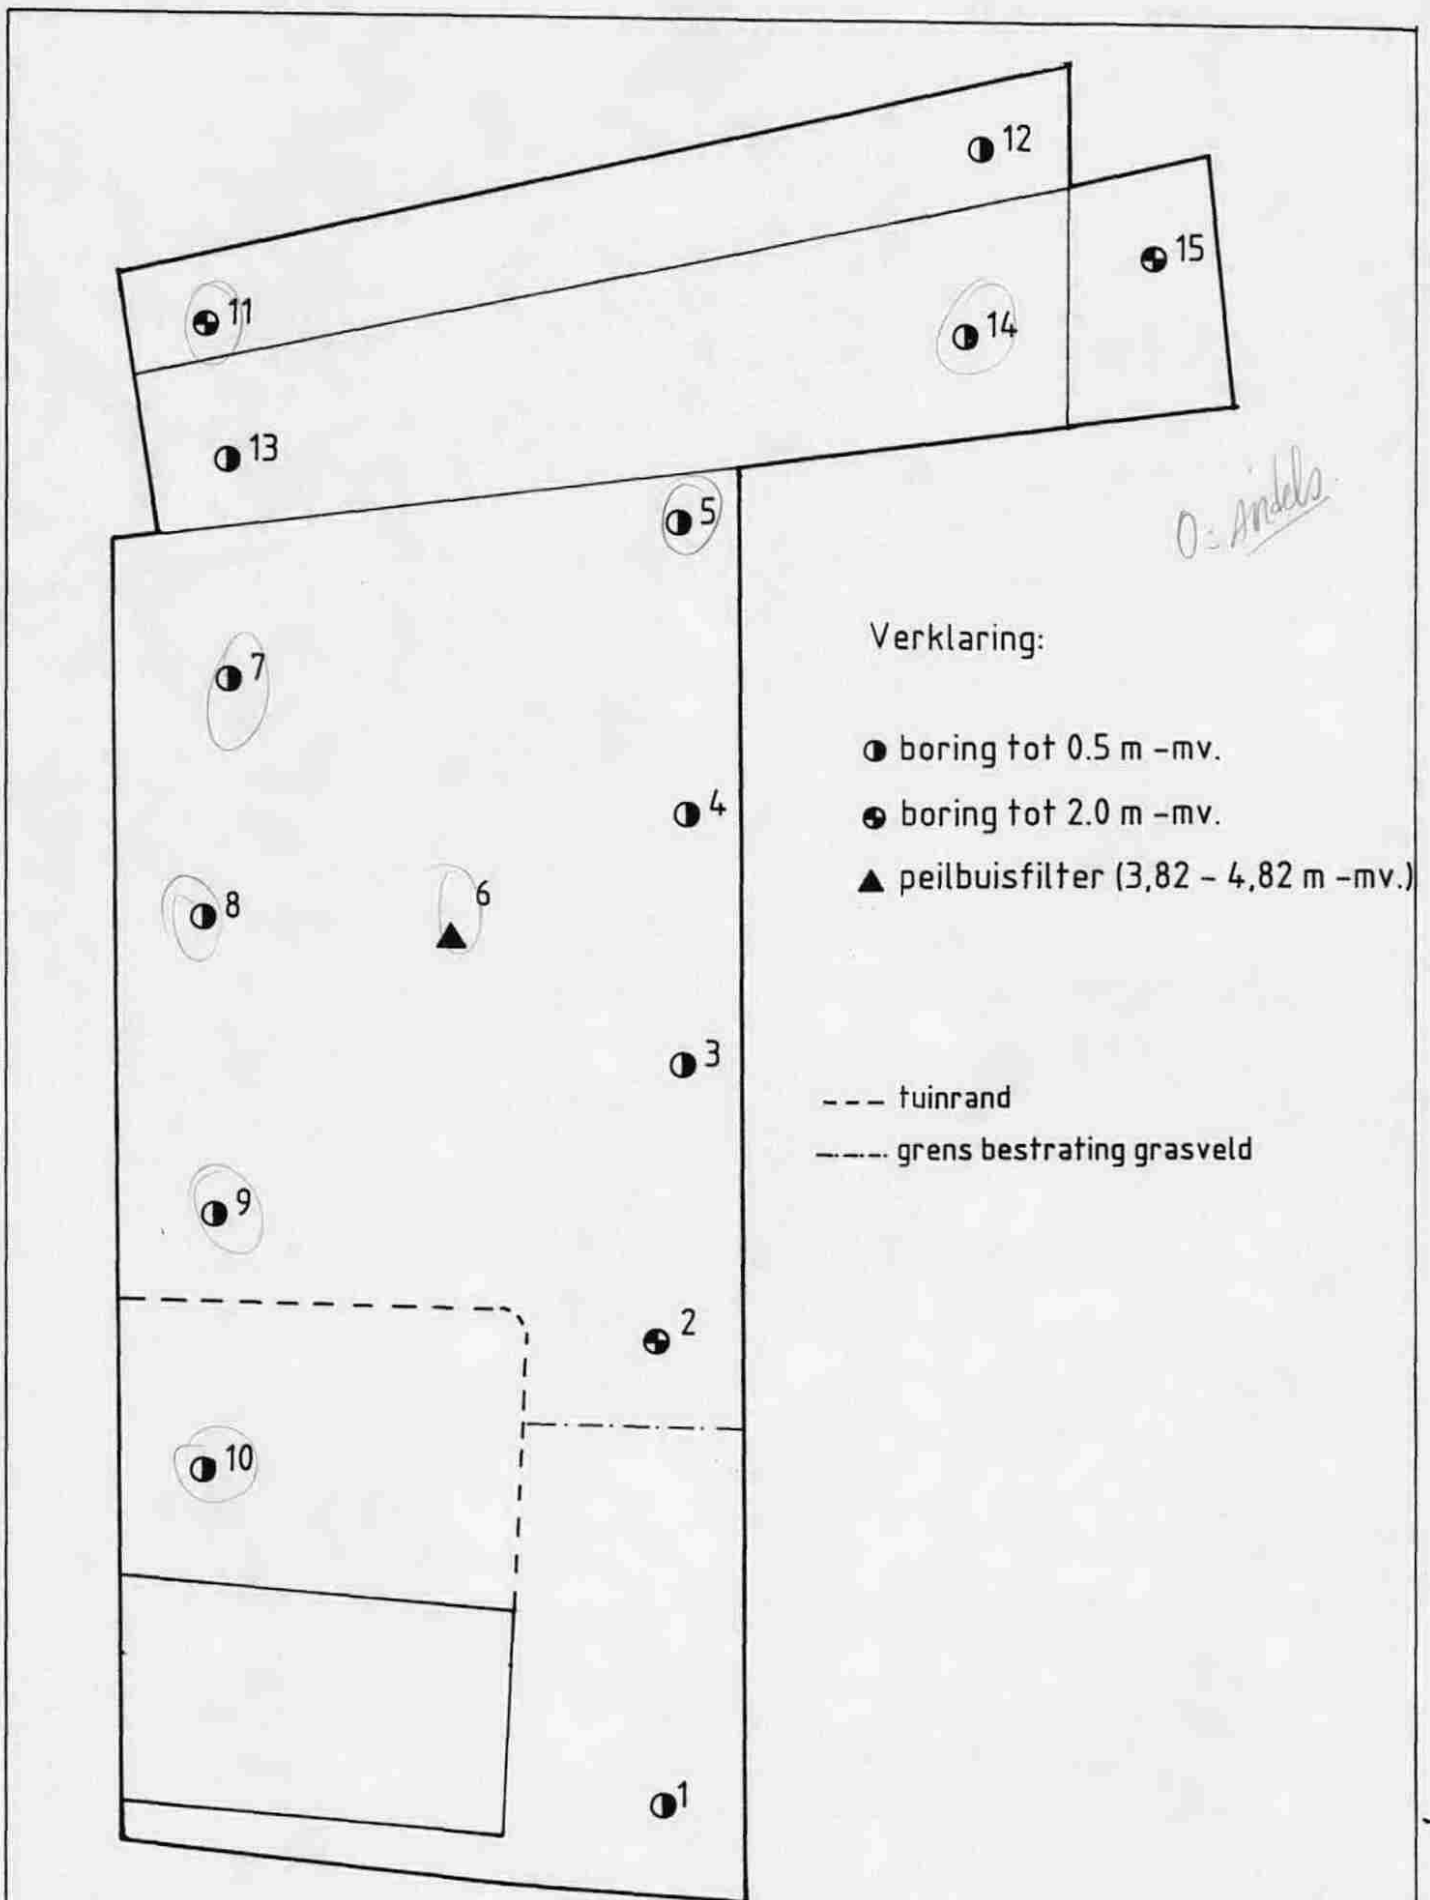 12
15
11
14
13
5
O = Andels
Verklaring:
7
boring tot 0.5 m -mv.
4
boring tot 2.0 m -mv.
peilbuisfilter (3,82 - 4,82 m -mv.)
8
6
3
tuinrand
grens bestrating grasveld
9
2
10
1